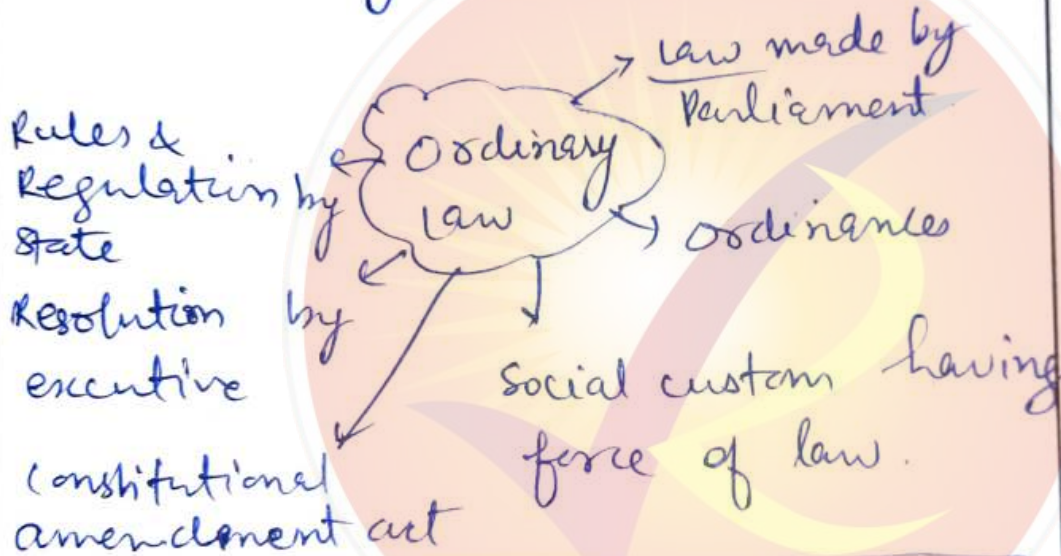 Law made by
Parliament
Ordinary
Law
Rules &
Regulation by
State
Ordinances
Resolution by
executive
Social custom having
force of law.
Constitutional
amendment act